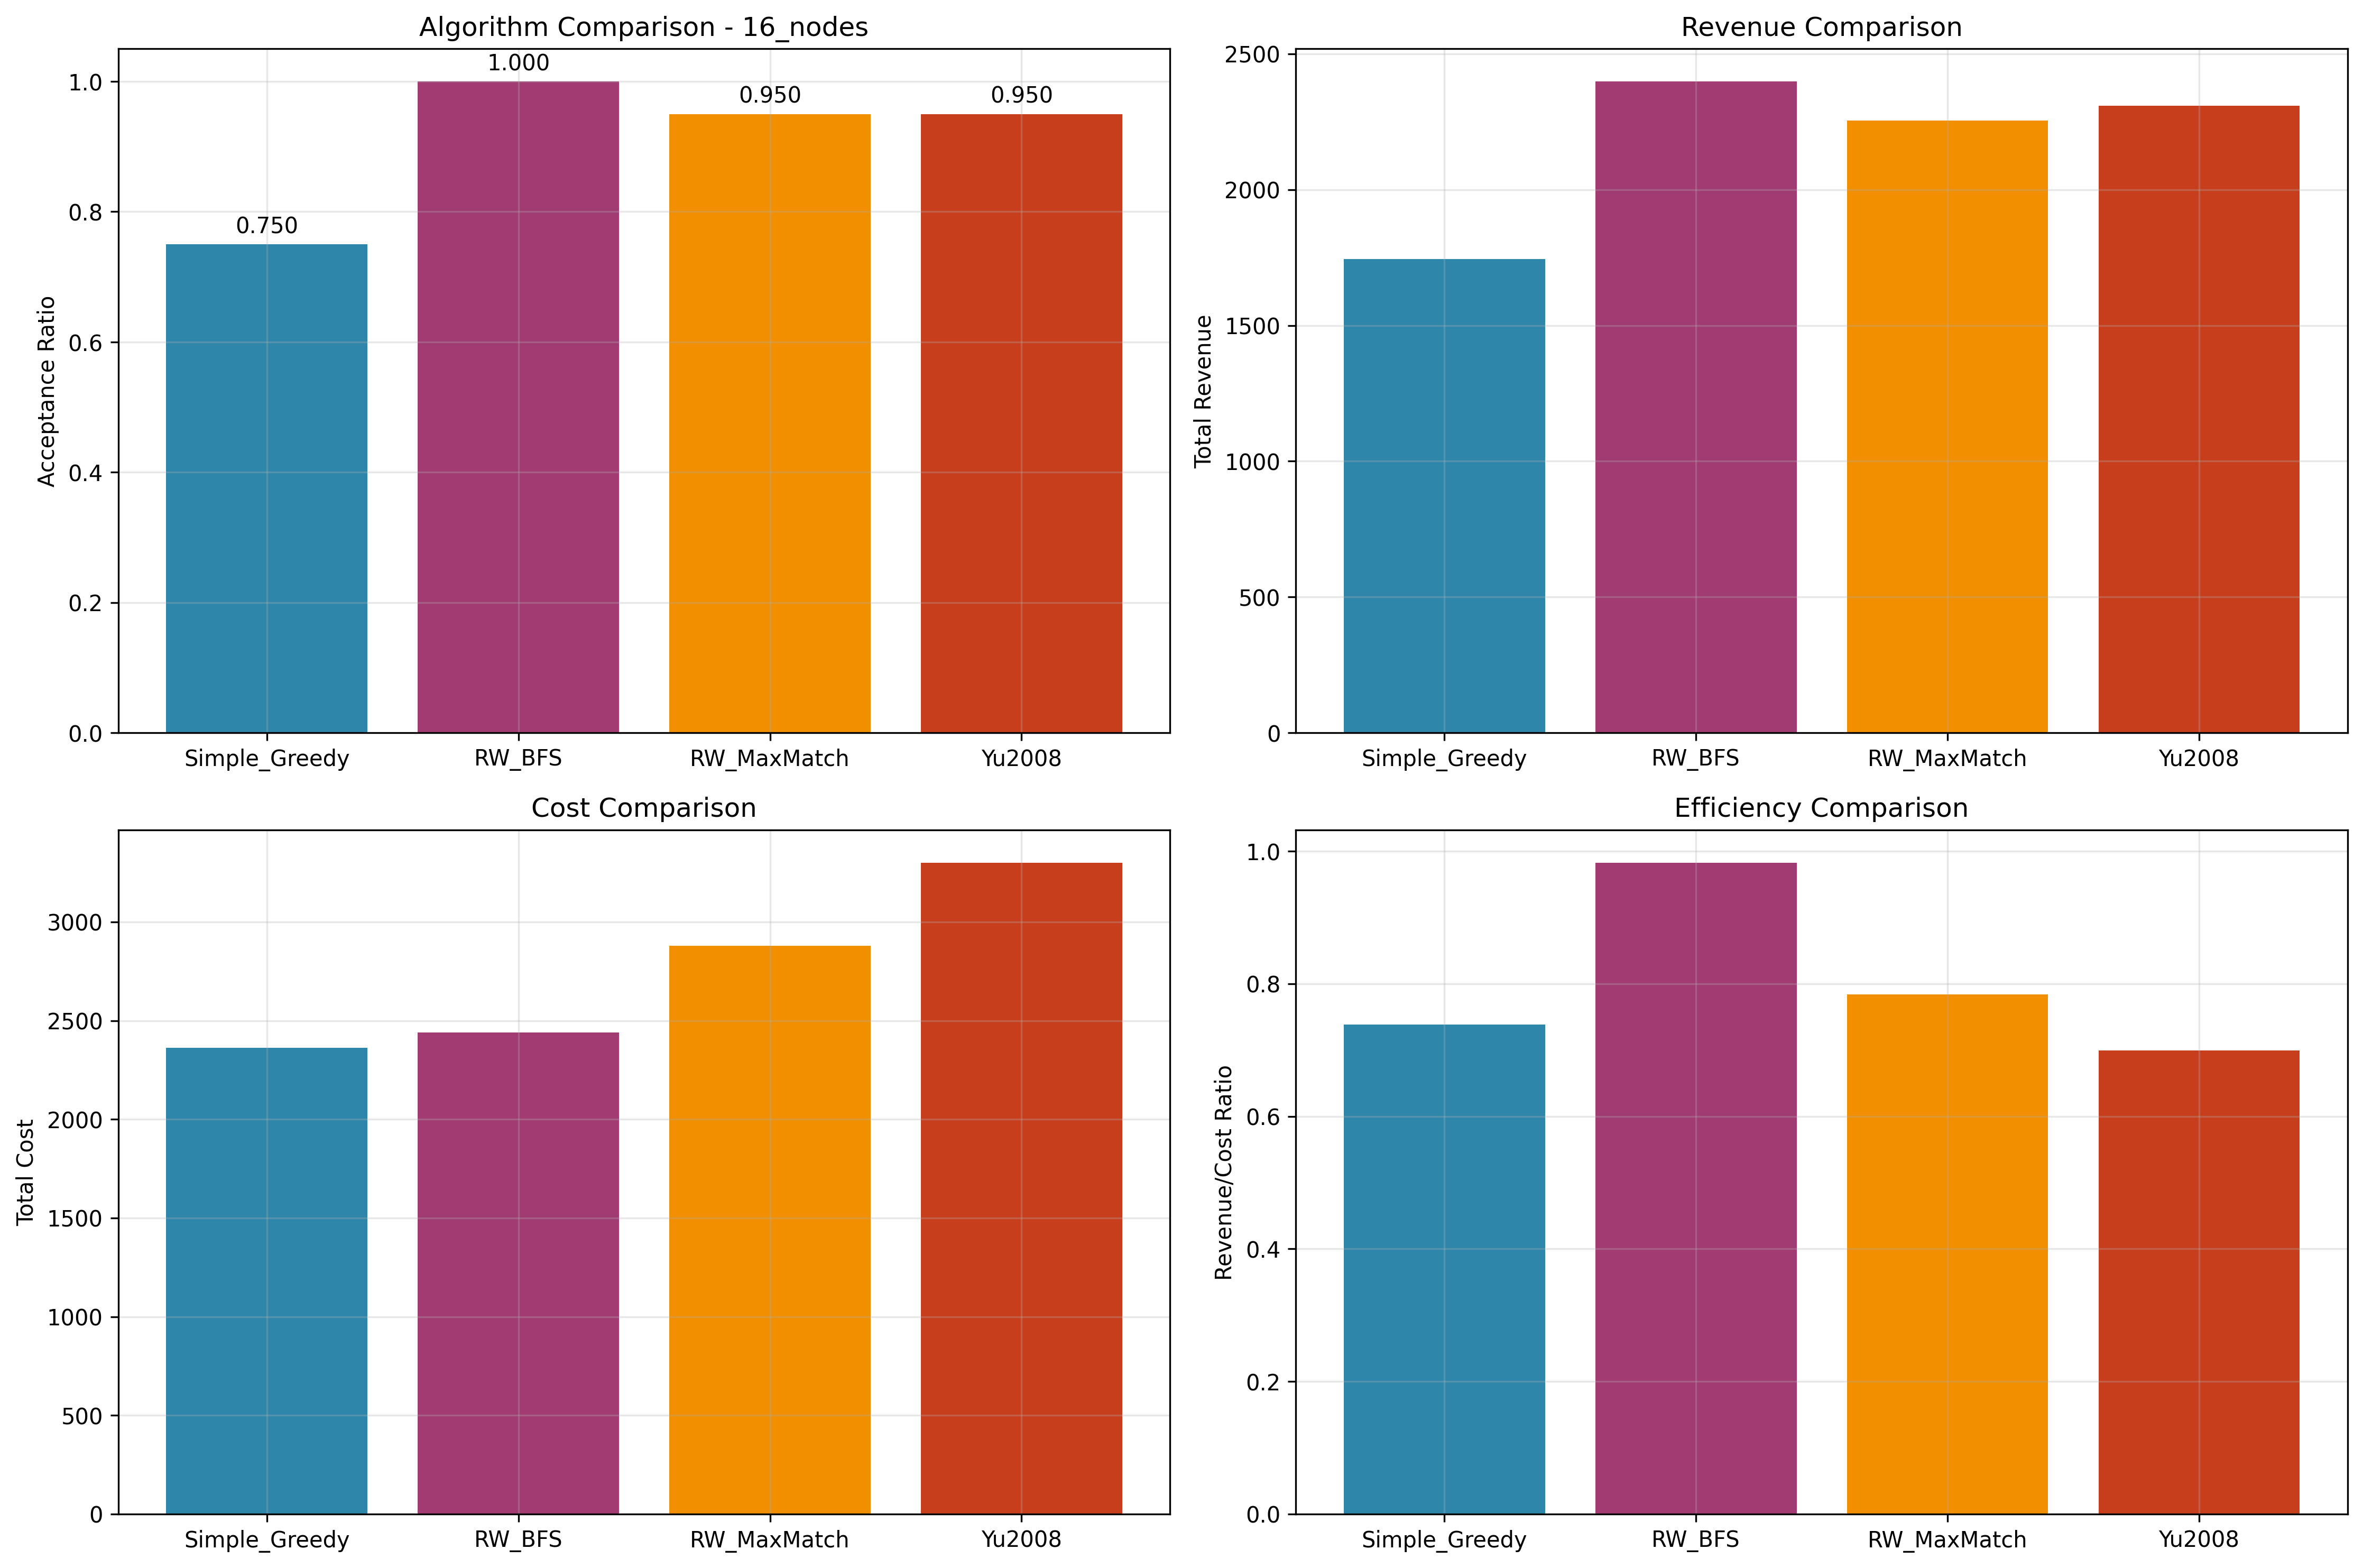 Algorithm Comparison - 16_nodes
Acceptance Ratio
1.0
0.8
0.6
0.4
0.2
0.0
0.750
1.000
0.950
0.950
Simple_Greedy
RW_BFS
RW_MaxMatch
Yu2008
Revenue Comparison
Total Revenue
2500
2000
1500
1000
500
0
Simple_Greedy
RW_BFS
RW_MaxMatch
Yu2008
Cost Comparison
Total Cost
3000
2500
2000
1500
1000
500
0
Simple_Greedy
RW_BFS
RW_MaxMatch
Yu2008
Efficiency Comparison
Revenue/Cost Ratio
1.0
0.8
0.6
0.4
0.2
0.0
Simple_Greedy
RW_BFS
RW_MaxMatch
Yu2008